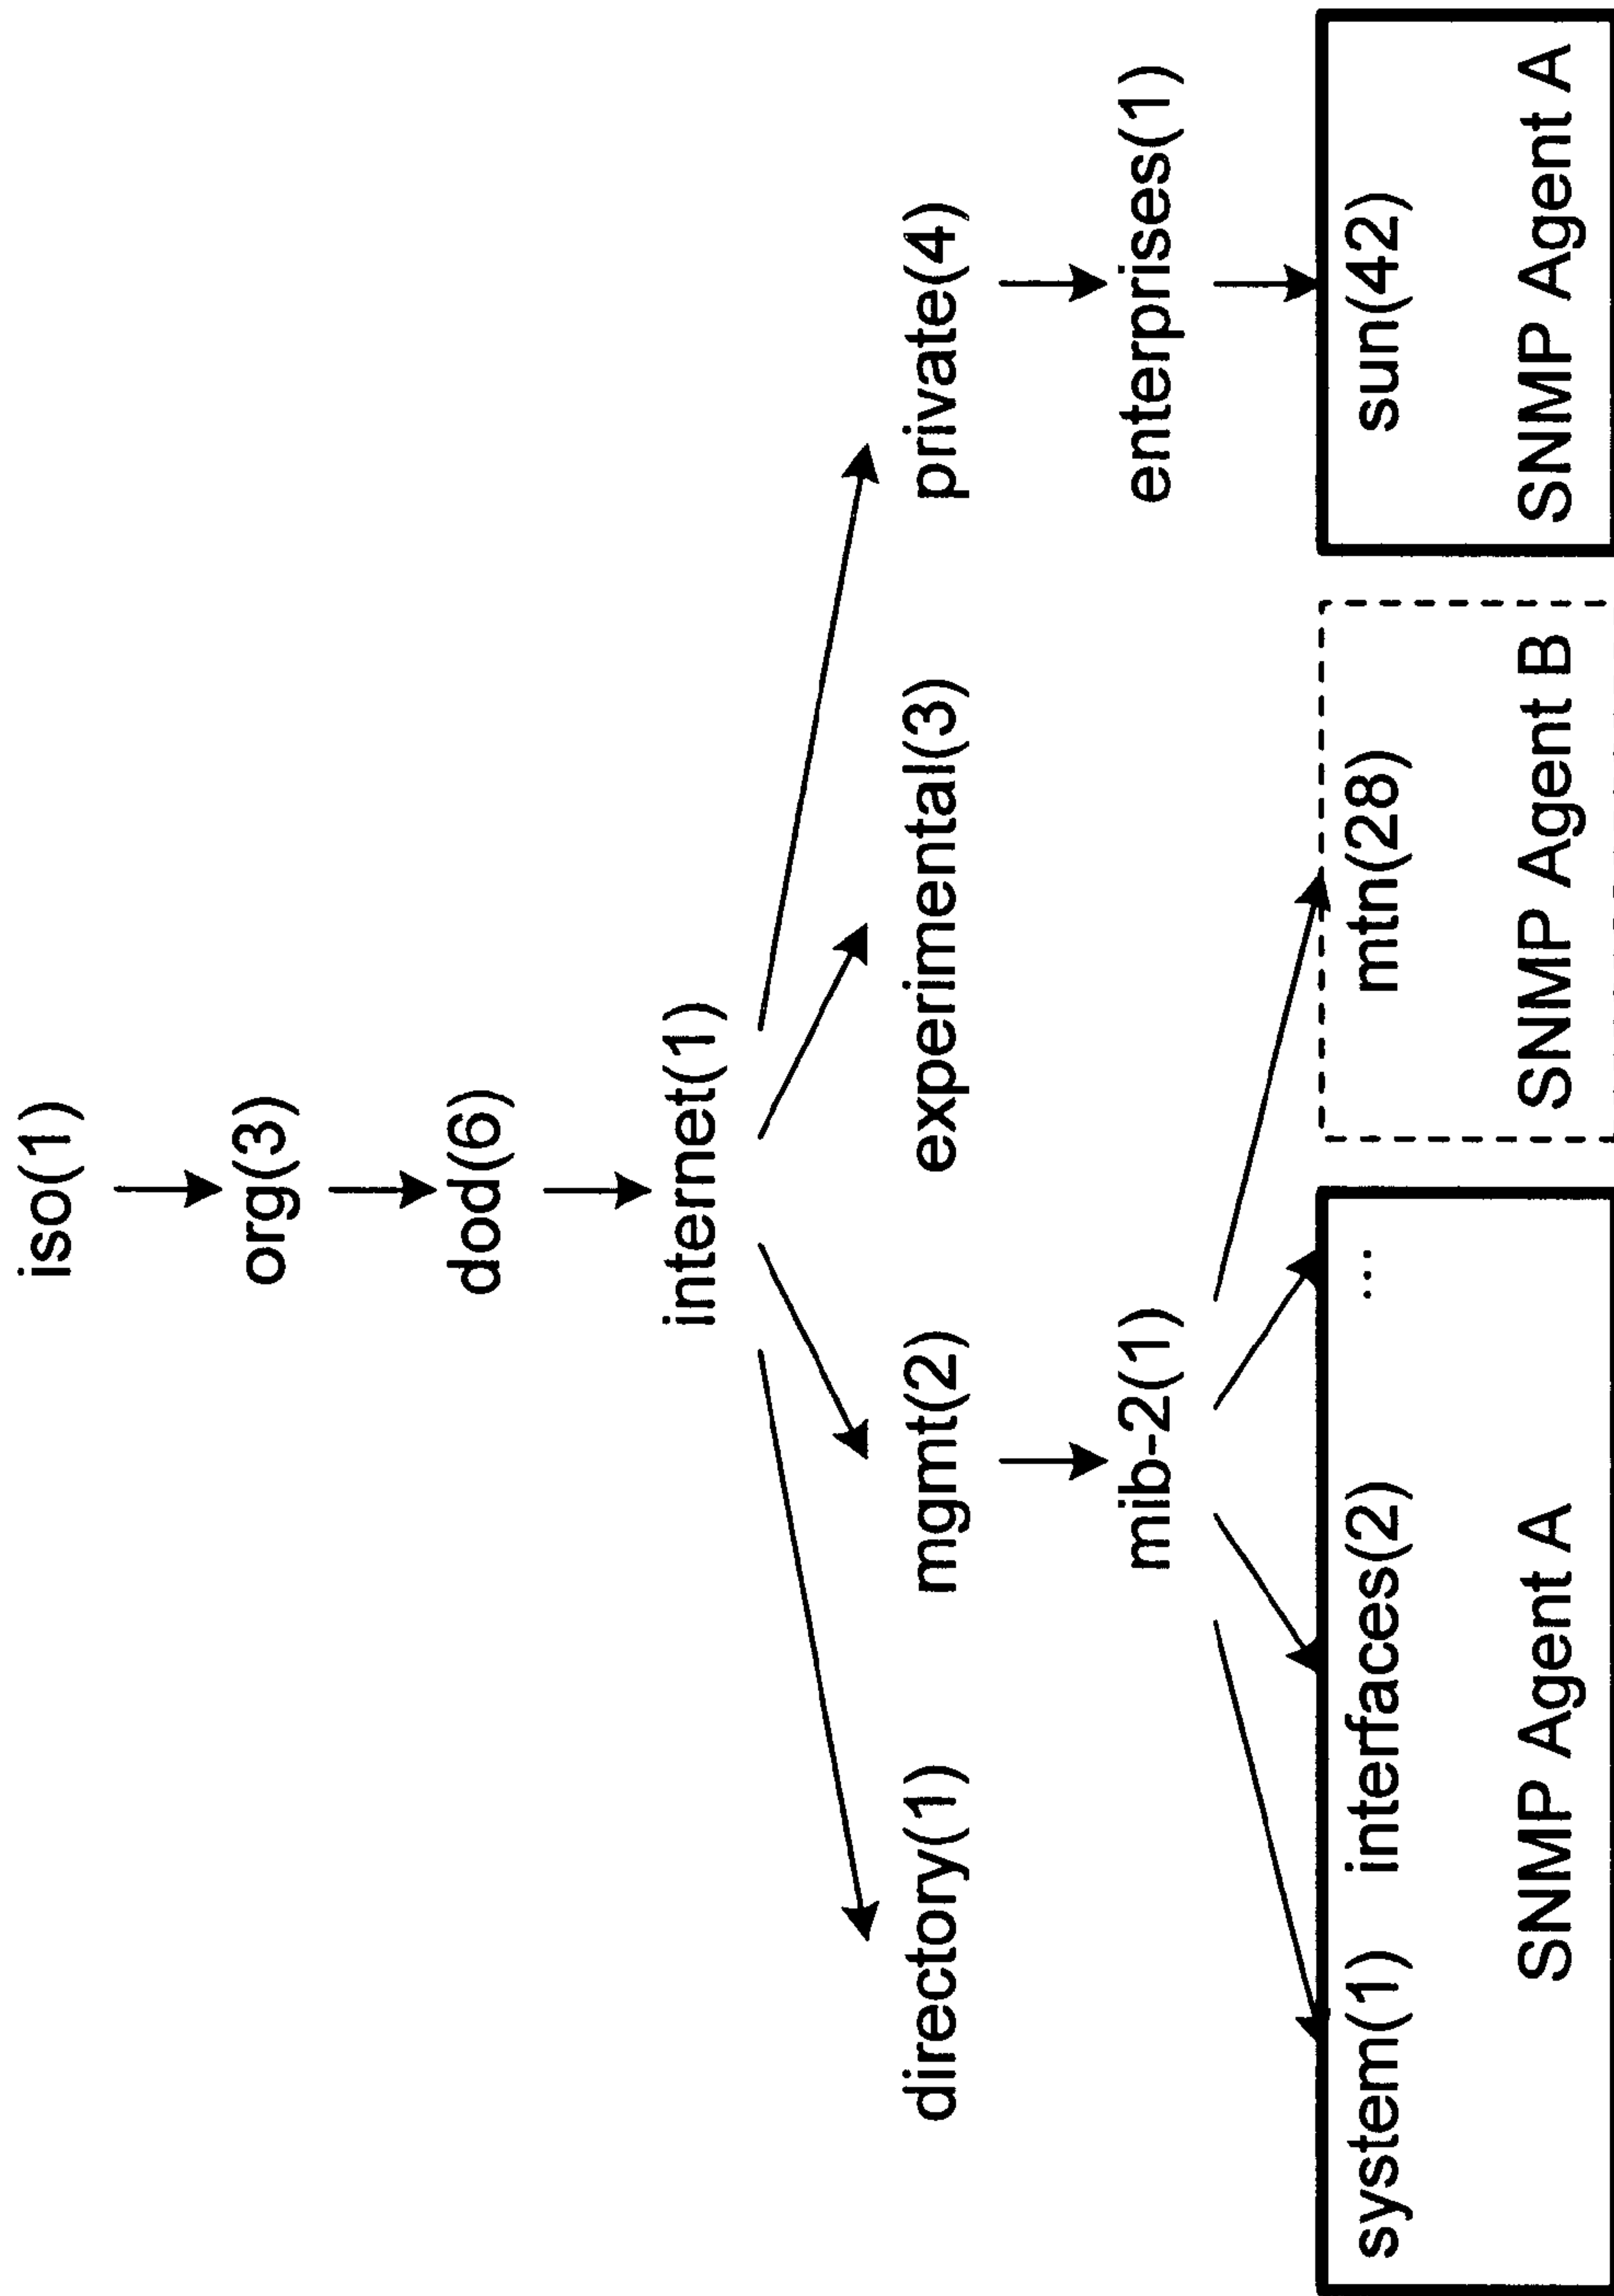 iso(1)
org(3)
dod(6)
internet(1)
directory(1) mgmt(2) experimental(3) private(4)
mib-2(1) enterprises(1)
system(1) interfaces(2) ... mtn(28) sun(42)
SNMP Agent A SNMP Agent B SNMP Agent A